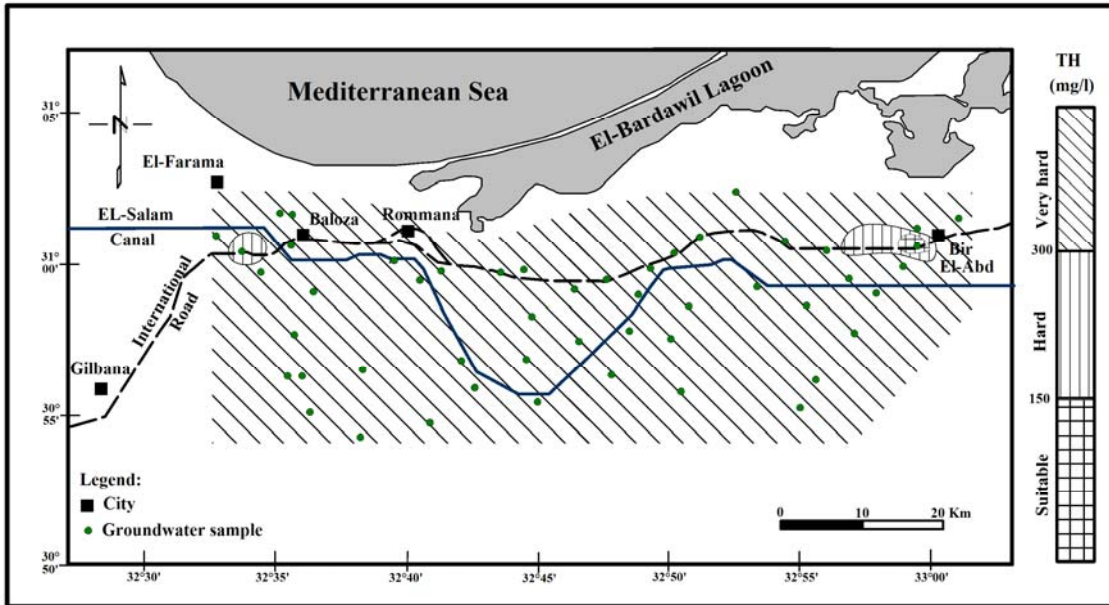 TH
(mg/l)
Mediterranean Sea
El-Bardawil Lagoon
31°
05'
N
El-Farama
EL-Salam
Canal
Baloza
Rommana
Very hard
300
31°
00'
Bir
El-Abd
International
Road
Hard
Gilbana
150
30°
55'
Legend:
City
Groundwater sample
0 10 20 Km
Suitable
30°
50'
32°30' 32°35' 32°40' 32°45' 32°50' 32°55' 33°00'